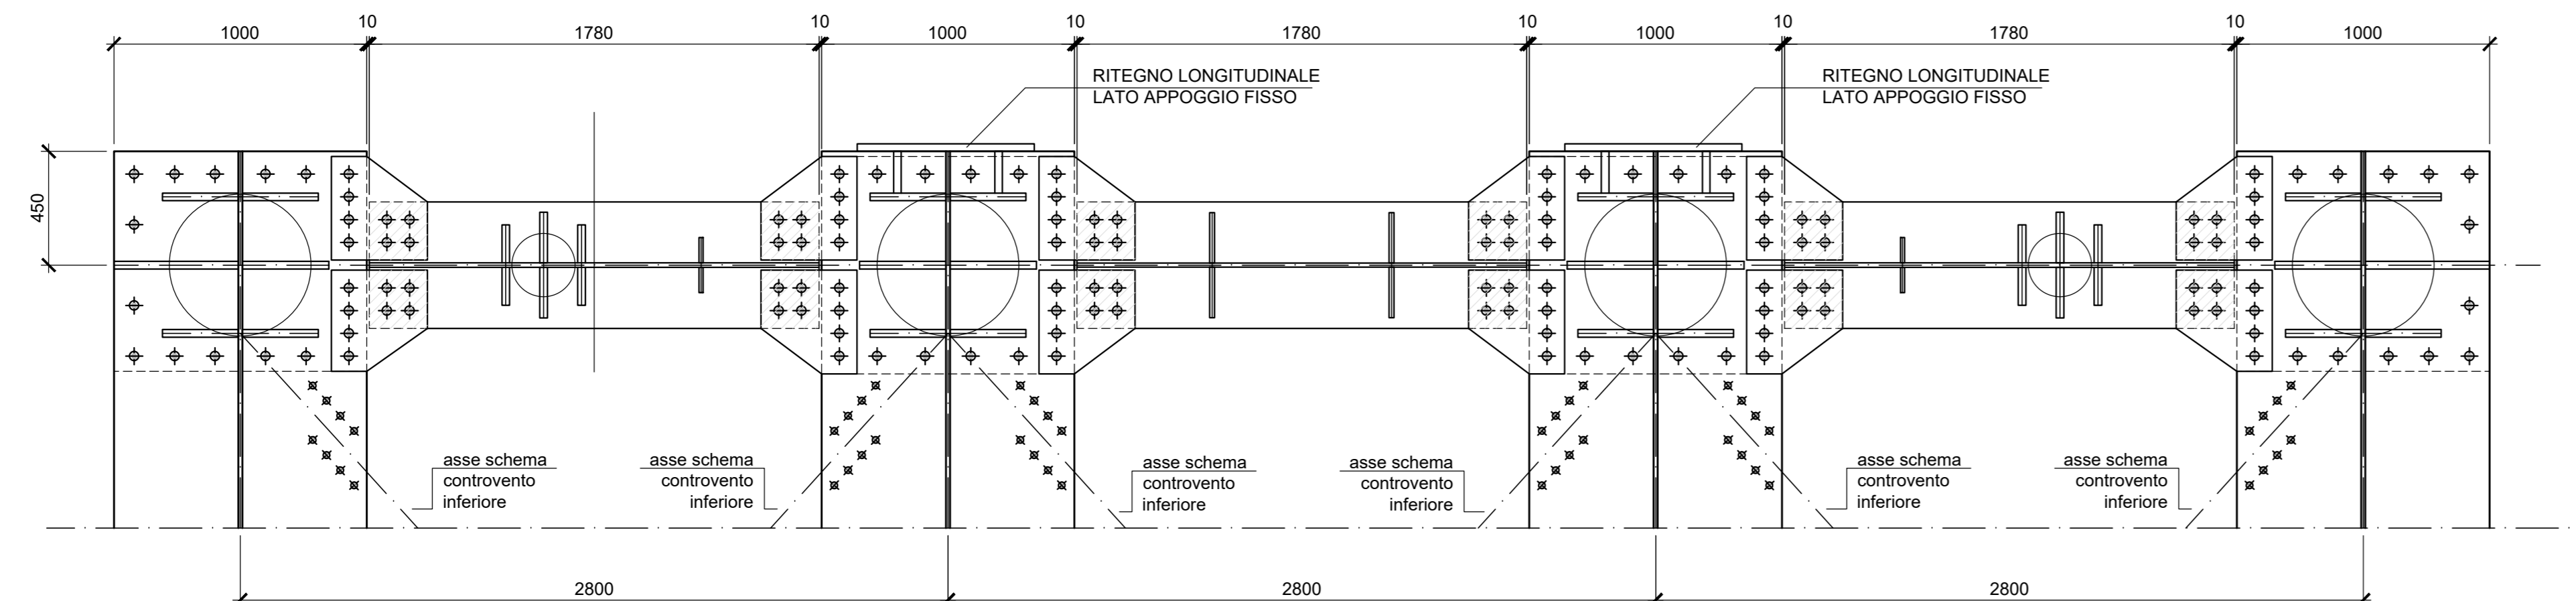 10 10 10 10 10 10
1000 1780 1000 1780 1000 1780 1000
RITEGNO LONGITUDINALE
LATO APPOGGIO FISSO
RITEGNO LONGITUDINALE
LATO APPOGGIO FISSO
450
asse schema
controvento
inferiore
asse schema
controvento
inferiore
asse schema
controvento
inferiore
asse schema
controvento
inferiore
asse schema
controvento
inferiore
asse schema
controvento
inferiore
2800 2800 2800